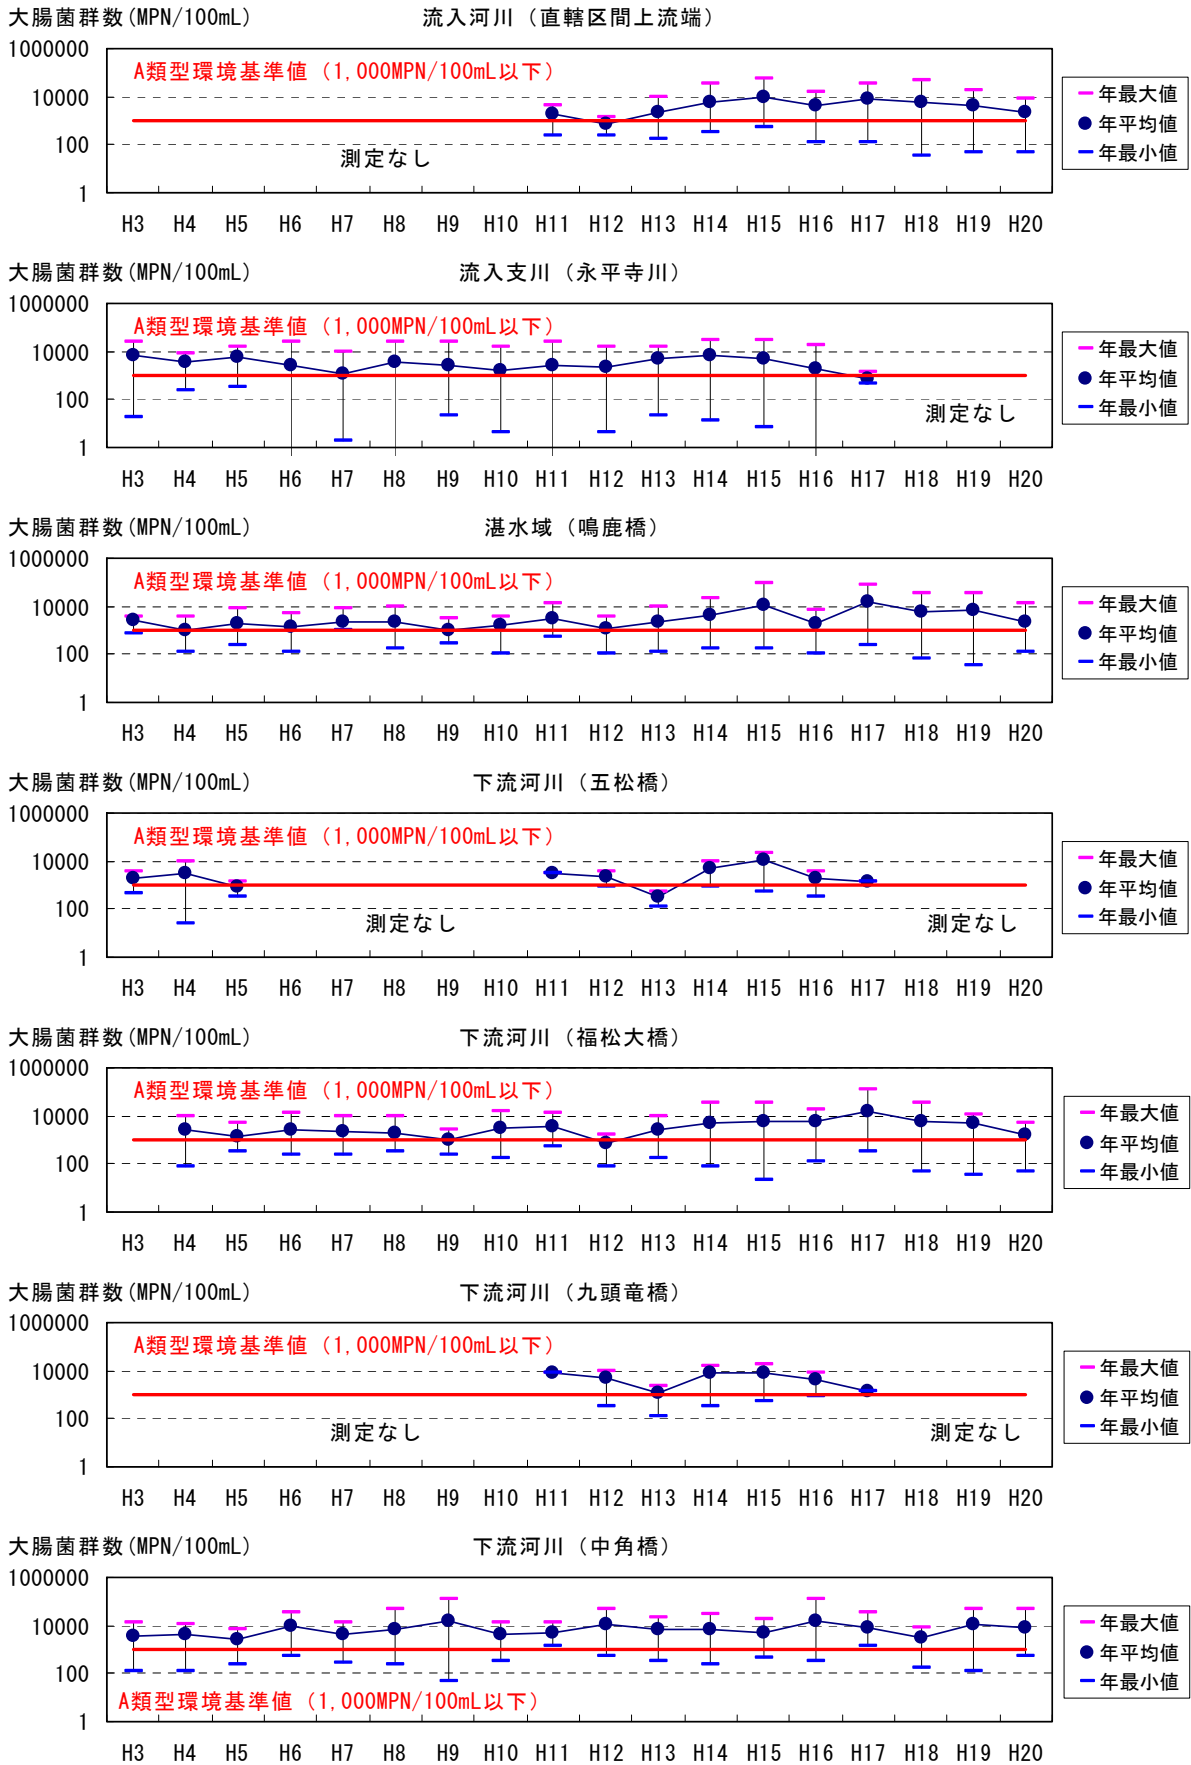 大腸菌群数(MPN/100mL) 流入河川（直轄区間上流端）
1000000
A類型環境基準値（1,000MPN/100mL以下）
10000
100
1
測定なし
年最大値
年平均値
年最小値
H3 H4 H5 H6 H7 H8 H9 H10 H11 H12 H13 H14 H15 H16 H17 H18 H19 H20
大腸菌群数(MPN/100mL) 流入支川（永平寺川）
1000000
A類型環境基準値（1,000MPN/100mL以下）
10000
100
1
測定なし
年最大値
年平均値
年最小値
H3 H4 H5 H6 H7 H8 H9 H10 H11 H12 H13 H14 H15 H16 H17 H18 H19 H20
大腸菌群数(MPN/100mL) 湛水域（鳴鹿橋）
1000000
A類型環境基準値（1,000MPN/100mL以下）
10000
100
1
年最大値
年平均値
年最小値
H3 H4 H5 H6 H7 H8 H9 H10 H11 H12 H13 H14 H15 H16 H17 H18 H19 H20
大腸菌群数(MPN/100mL) 下流河川（五松橋）
1000000
A類型環境基準値（1,000MPN/100mL以下）
10000
100
1
測定なし 測定なし
年最大値
年平均値
年最小値
H3 H4 H5 H6 H7 H8 H9 H10 H11 H12 H13 H14 H15 H16 H17 H18 H19 H20
大腸菌群数(MPN/100mL) 下流河川（福松大橋）
1000000
A類型環境基準値（1,000MPN/100mL以下）
10000
100
1
年最大値
年平均値
年最小値
H3 H4 H5 H6 H7 H8 H9 H10 H11 H12 H13 H14 H15 H16 H17 H18 H19 H20
大腸菌群数(MPN/100mL) 下流河川（九頭竜橋）
1000000
A類型環境基準値（1,000MPN/100mL以下）
10000
100
1
測定なし 測定なし
年最大値
年平均値
年最小値
H3 H4 H5 H6 H7 H8 H9 H10 H11 H12 H13 H14 H15 H16 H17 H18 H19 H20
大腸菌群数(MPN/100mL) 下流河川（中角橋）
1000000
10000
100
1
A類型環境基準値（1,000MPN/100mL以下）
年最大値
年平均値
年最小値
H3 H4 H5 H6 H7 H8 H9 H10 H11 H12 H13 H14 H15 H16 H17 H18 H19 H20